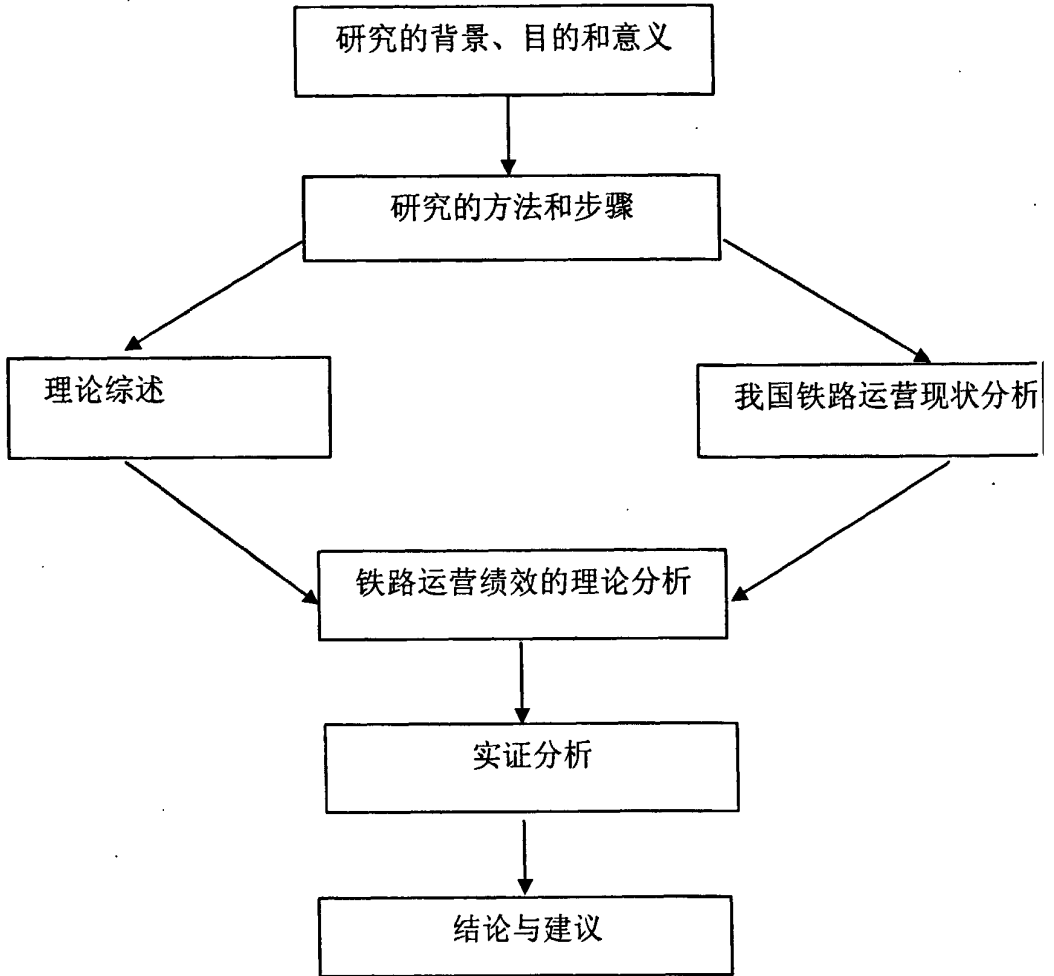 研究的背景、目的和意义
研究的方法和步骤
理论综述
我国铁路运营现状分析
铁路运营绩效的理论分析
实证分析
结论与建议